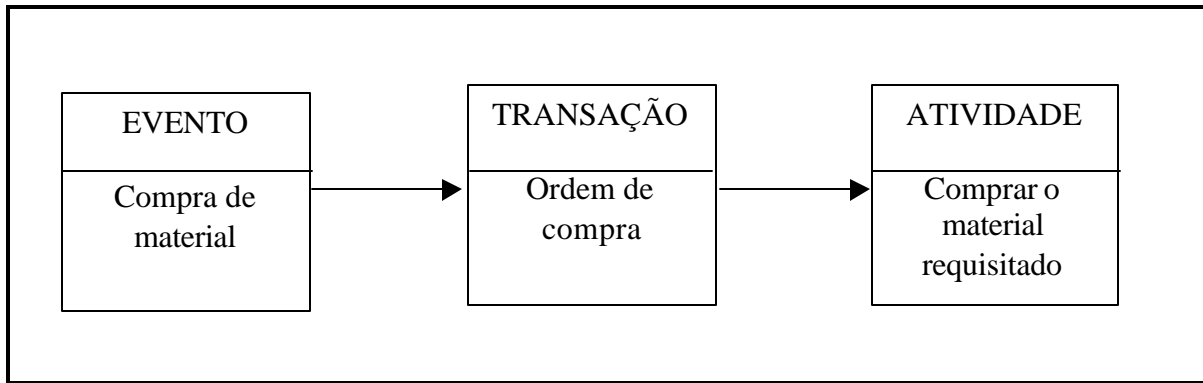 EVENTO
Compra de
material
TRANSAÇÃO
Ordem de
compra
ATIVIDADE
Comprar o
material
requisitado